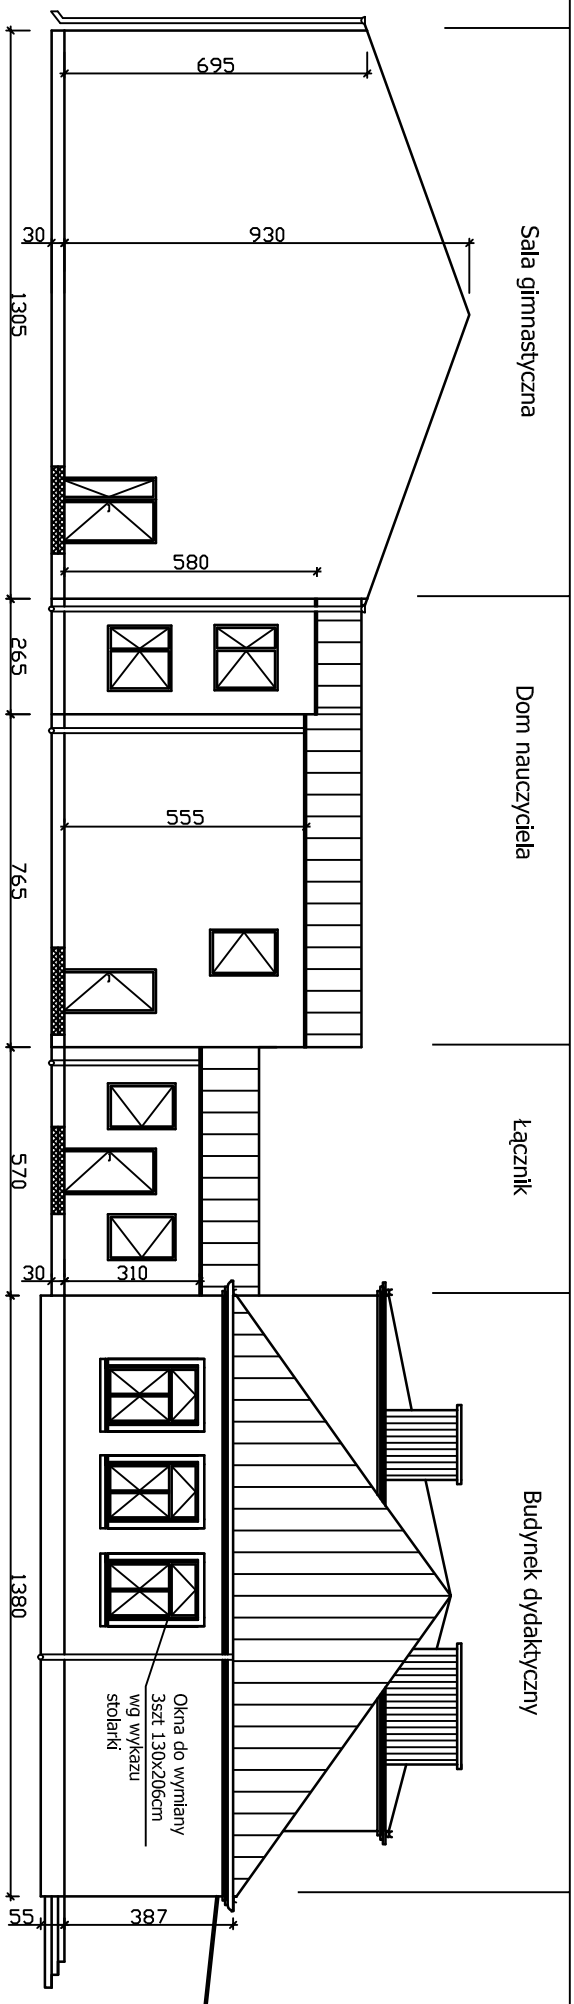 Sala gimnastyczna
Dom nauczyciela
Łącznik
Budynek dydaktyczny
695
930
30
580
555
30
310
Okna do wymiany
3szt 130x206cm
wg wykazu
stolarki
55
387
1305
265
765
570
1380